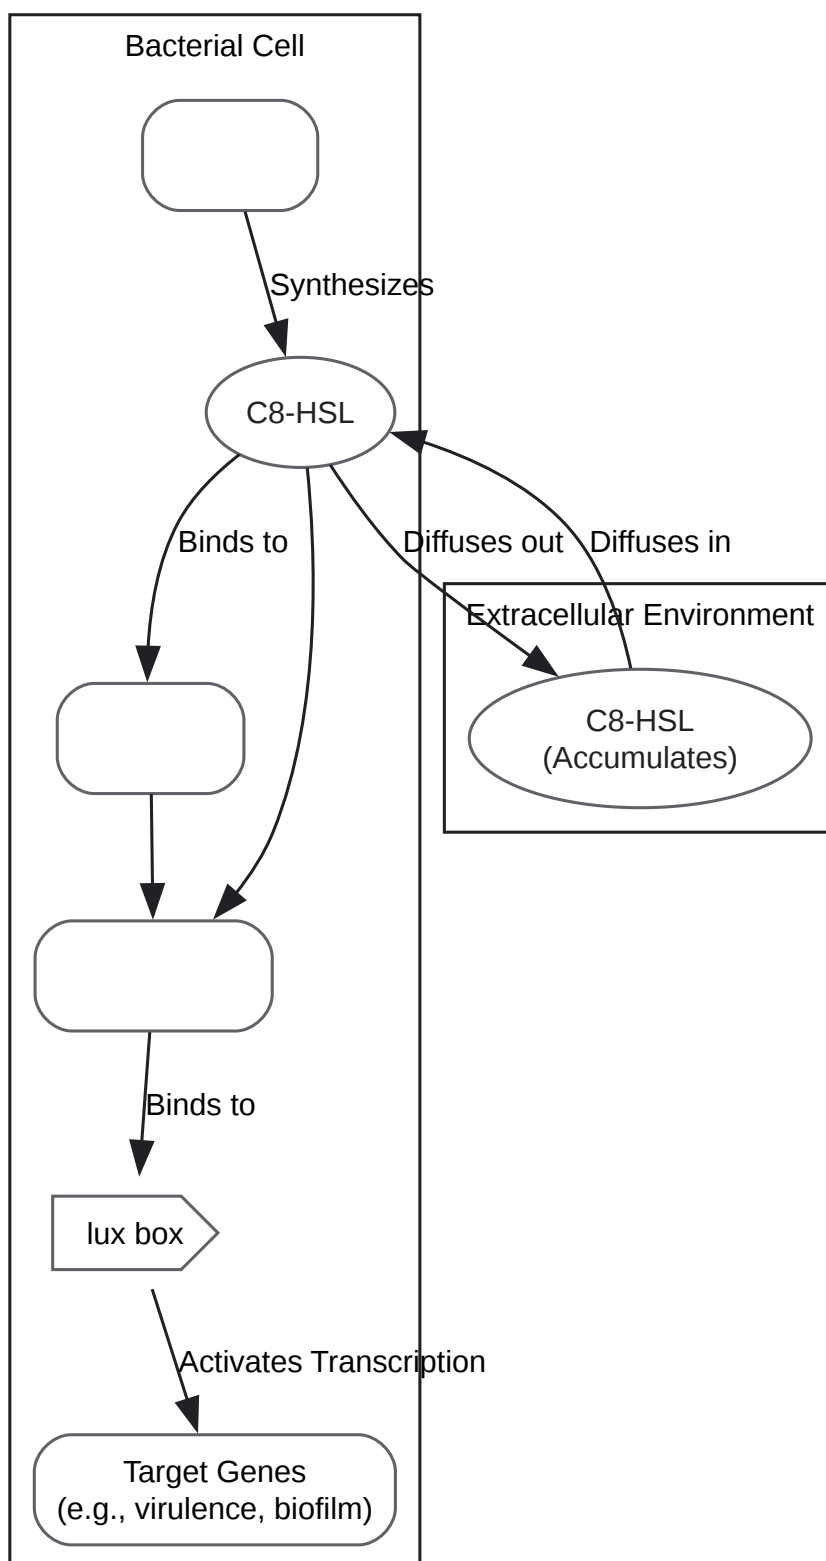 Bacterial Cell
Synthesizes
C8-HSL
Binds to
Diffuses out
Diffuses in
Extracellular Environment
C8-HSL
(Accumulates)
Binds to
lux box
Activates Transcription
Target Genes
(e.g., virulence, biofilm)